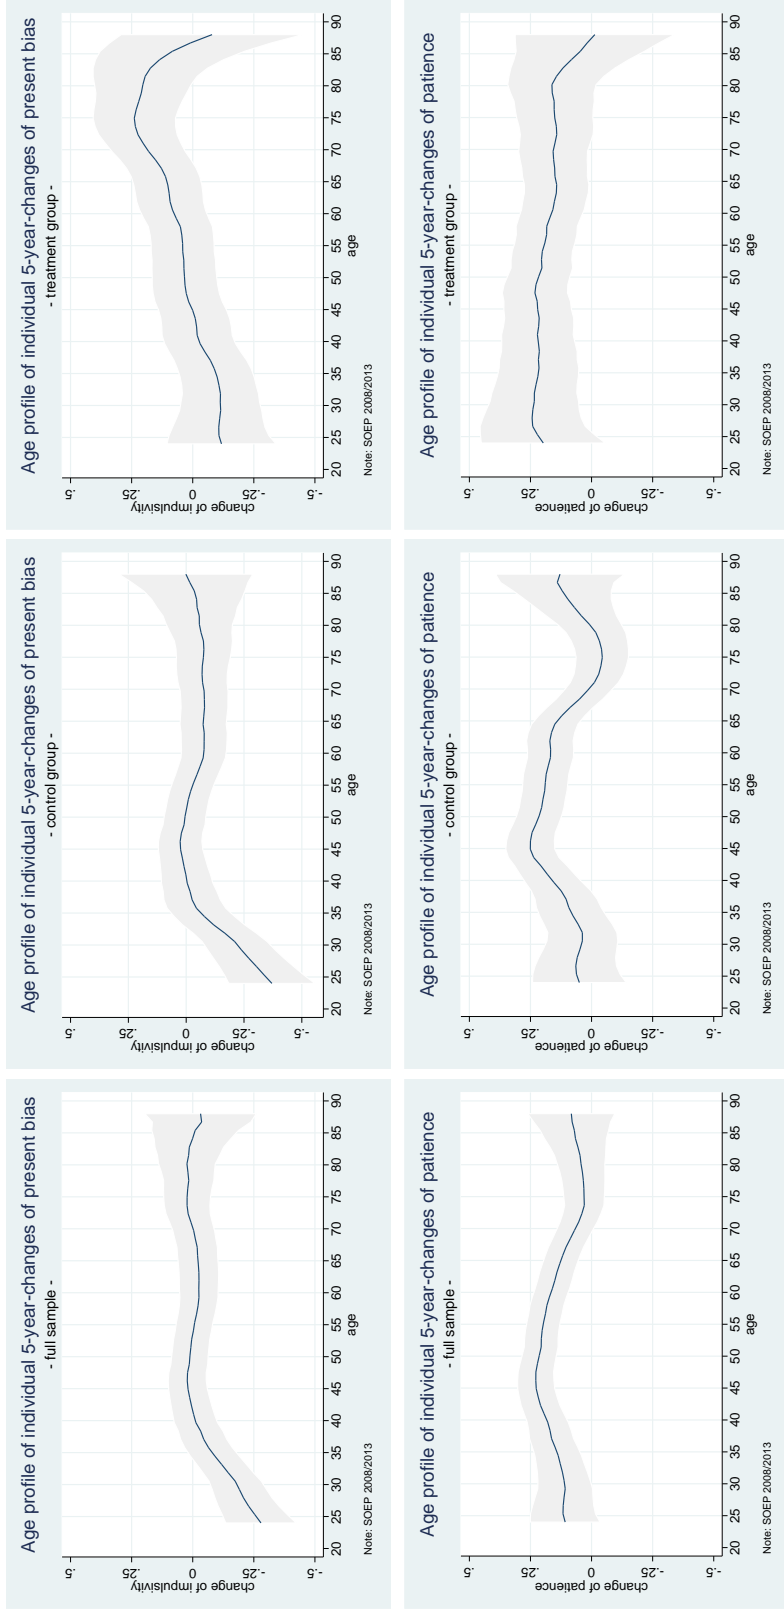 Age profile of individual 5-year-changes of present bias
- full sample -
change of impulsivity
.5
.25
0
-.25
-.5
20 25 30 35 40 45 50 55 60 65 70 75 80 85 90
age
Note: SOEP 2008/2013
Age profile of individual 5-year-changes of present bias
- control group -
change of impulsivity
.5
.25
0
-.25
-.5
20 25 30 35 40 45 50 55 60 65 70 75 80 85 90
age
Note: SOEP 2008/2013
Age profile of individual 5-year-changes of present bias
- treatment group -
change of impulsivity
.5
.25
0
-.25
-.5
20 25 30 35 40 45 50 55 60 65 70 75 80 85 90
age
Note: SOEP 2008/2013
Age profile of individual 5-year-changes of patience
- full sample -
change of patience
.5
.25
0
-.25
-.5
20 25 30 35 40 45 50 55 60 65 70 75 80 85 90
age
Note: SOEP 2008/2013
Age profile of individual 5-year-changes of patience
- control group -
change of patience
.5
.25
0
-.25
-.5
20 25 30 35 40 45 50 55 60 65 70 75 80 85 90
age
Note: SOEP 2008/2013
Age profile of individual 5-year-changes of patience
- treatment group -
change of patience
.5
.25
0
-.25
-.5
20 25 30 35 40 45 50 55 60 65 70 75 80 85 90
age
Note: SOEP 2008/2013